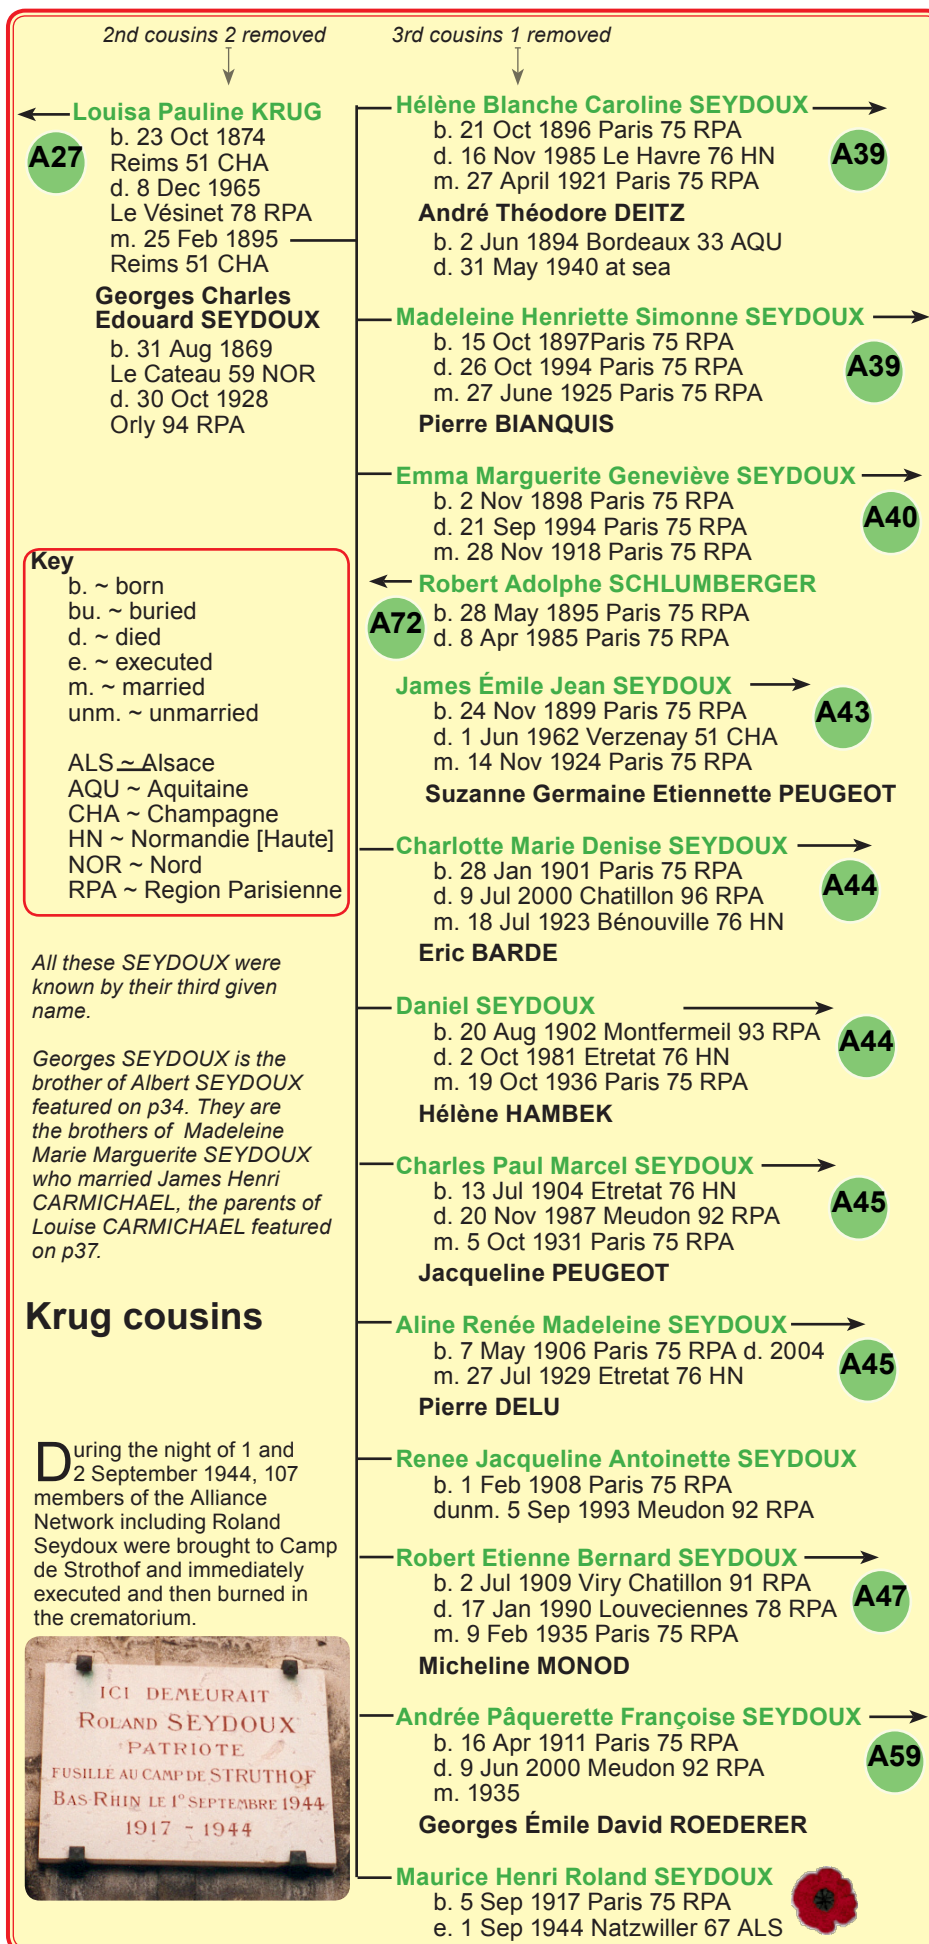 2nd cousins 2 removed
3rd cousins 1 removed
Louisa Pauline KRUG
A27
b. 23 Oct 1874
Reims 51 CHA
d. 8 Dec 1965
Le Vésinet 78 RPA
m. 25 Feb 1895
Reims 51 CHA
Georges Charles
Edouard SEYDOUX
b. 31 Aug 1869
Le Cateau 59 NOR
d. 30 Oct 1928
Orly 94 RPA
Key
b. ~ born
bu. ~ buried
d. ~ died
e. ~ executed
m. ~ married
unm. ~ unmarried
ALS ~ Alsace
AQU ~ Aquitaine
CHA ~ Champagne
HN ~ Normandie [Haute]
NOR ~ Nord
RPA ~ Region Parisienne
All these SEYDOUX were
known by their third given
name.
Georges SEYDOUX is the
brother of Albert SEYDOUX
featured on p34. They are
the brothers of Madeleine
Marie Marguerite SEYDOUX
who married James Henri
CARMICHAEL, the parents of
Louise CARMICHAEL featured
on p37.
Krug cousins
During the night of 1 and
2 September 1944, 107
members of the Alliance
Network including Roland
Seydoux were brought to Camp
de Strothof and immediately
executed and then burned in
the crematorium.
ICI DEMEURAIT
ROLAND SEYDOUX
PATRIOTE
FUSILLÉ AU CAMP DE STRUTHOF
BAS-RHIN LE 1º SEPTEMBRE 1944
1917 - 1944
Hélène Blanche Caroline SEYDOUX
b. 21 Oct 1896 Paris 75 RPA
d. 16 Nov 1985 Le Havre 76 HN
m. 27 April 1921 Paris 75 RPA
A39
André Théodore DEITZ
b. 2 Jun 1894 Bordeaux 33 AQU
d. 31 May 1940 at sea
Madeleine Henriette Simonne SEYDOUX
b. 15 Oct 1897Paris 75 RPA
d. 26 Oct 1994 Paris 75 RPA
m. 27 June 1925 Paris 75 RPA
A39
Pierre BIANQUIS
Emma Marguerite Geneviève SEYDOUX
b. 2 Nov 1898 Paris 75 RPA
d. 21 Sep 1994 Paris 75 RPA
m. 28 Nov 1918 Paris 75 RPA
A40
Robert Adolphe SCHLUMBERGER
A72
b. 28 May 1895 Paris 75 RPA
d. 8 Apr 1985 Paris 75 RPA
James Émile Jean SEYDOUX
b. 24 Nov 1899 Paris 75 RPA
d. 1 Jun 1962 Verzenay 51 CHA
m. 14 Nov 1924 Paris 75 RPA
A43
Suzanne Germaine Etiennette PEUGEOT
Charlotte Marie Denise SEYDOUX
b. 28 Jan 1901 Paris 75 RPA
d. 9 Jul 2000 Chatillon 96 RPA
m. 18 Jul 1923 Bénouville 76 HN
A44
Eric BARDE
Daniel SEYDOUX
b. 20 Aug 1902 Montfermeil 93 RPA
d. 2 Oct 1981 Etretat 76 HN
m. 19 Oct 1936 Paris 75 RPA
A44
Hélène HAMBEK
Charles Paul Marcel SEYDOUX
b. 13 Jul 1904 Etretat 76 HN
d. 20 Nov 1987 Meudon 92 RPA
m. 5 Oct 1931 Paris 75 RPA
A45
Jacqueline PEUGEOT
Aline Renée Madeleine SEYDOUX
b. 7 May 1906 Paris 75 RPA d. 2004
m. 27 Jul 1929 Etretat 76 HN
A45
Pierre DELU
Renee Jacqueline Antoinette SEYDOUX
b. 1 Feb 1908 Paris 75 RPA
dunm. 5 Sep 1993 Meudon 92 RPA
Robert Etienne Bernard SEYDOUX
b. 2 Jul 1909 Viry Chatillon 91 RPA
d. 17 Jan 1990 Louveciennes 78 RPA
m. 9 Feb 1935 Paris 75 RPA
A47
Micheline MONOD
Andrée Pâquerette Françoise SEYDOUX
b. 16 Apr 1911 Paris 75 RPA
d. 9 Jun 2000 Meudon 92 RPA
m. 1935
A59
Georges Émile David ROEDERER
Maurice Henri Roland SEYDOUX
b. 5 Sep 1917 Paris 75 RPA
e. 1 Sep 1944 Natzwiller 67 ALS